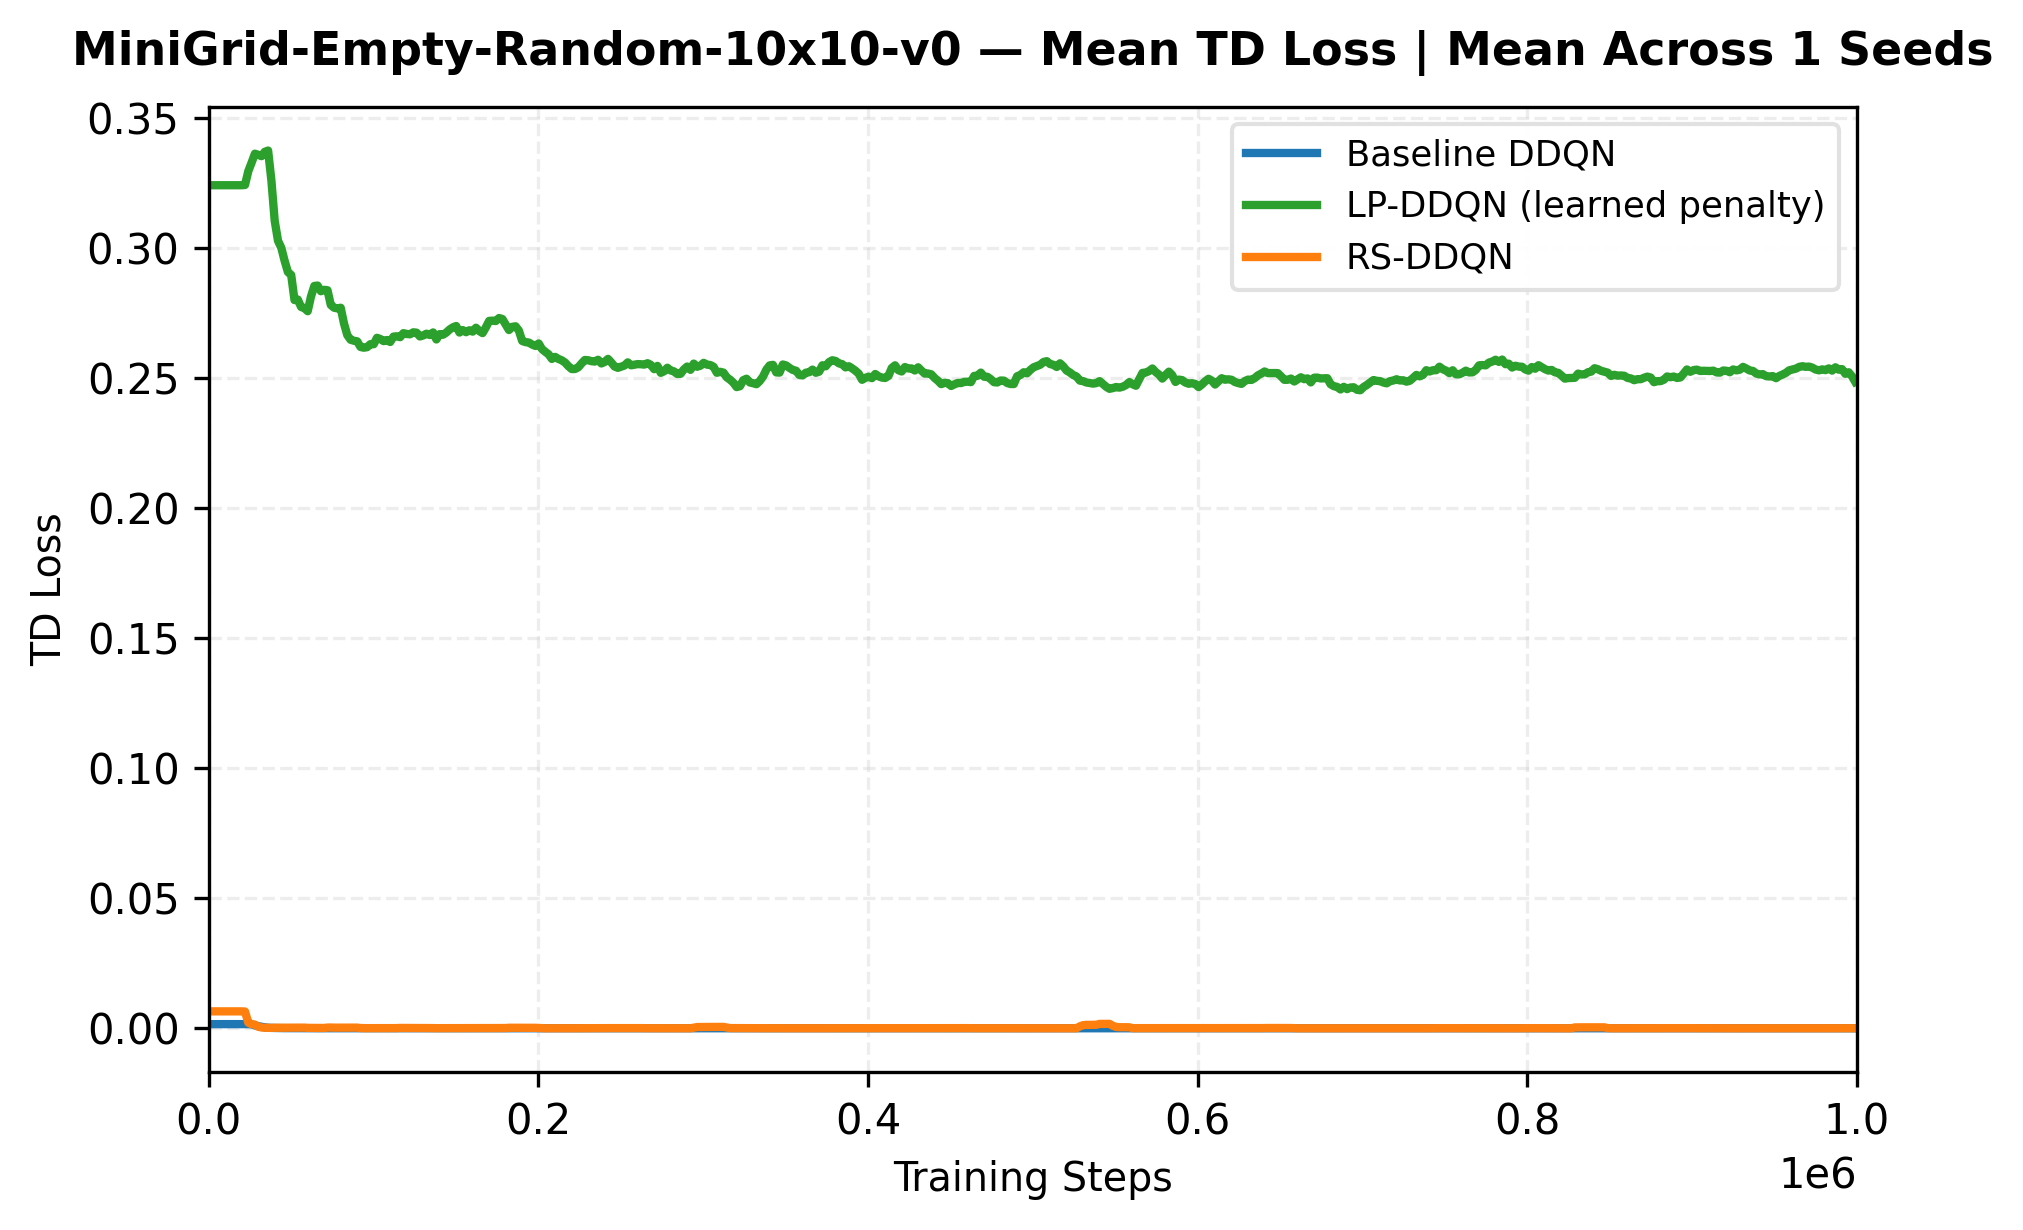 MiniGrid-Empty-Random-10x10-v0 — Mean TD Loss | Mean Across 1 Seeds
0.35
0.30
0.25
0.20
0.15
0.10
0.05
0.00
TD Loss
Baseline DDQN
LP-DDQN (learned penalty)
RS-DDQN
0.0
0.2
0.4
0.6
0.8
1.0
Training Steps
1e6